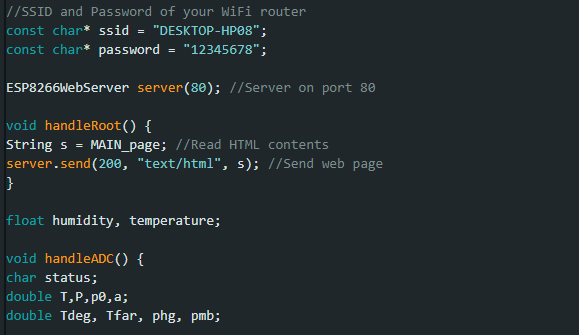 //SSID and Password of your WiFi router
const char* ssid = "DESKTOP-HP08";
const char* password = "12345678";
ESP8266WebServer server(80); //Server on port 80
void handleRoot() {
String s = MAIN_page; //Read HTML contents
server.send(200, "text/html", s); //Send web page
}
float humidity, temperature;
void handleADC() {
char status;
double T,P,p0,a;
double Tdeg, Tfar, phg, pmb;